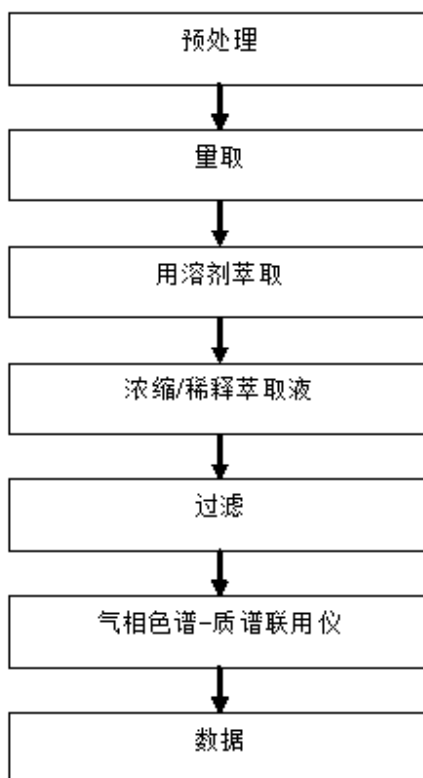 预处理
量取
用溶剂萃取
浓缩/稀释萃取液
过滤
气相色谱-质谱联用仪
数据